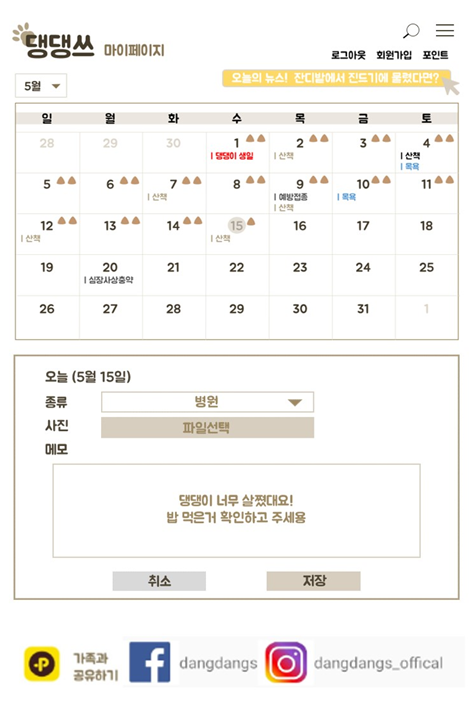 댕댕쓰 마이페이지
로그아웃 회원가입 포인트
5월
오늘의 뉴스! 잔디밭에서 진드기에 물렸다면?
일 월 화 수 목 금 토
28 29 30 1 2 3 4
댕댕이 생일
산책
산책
목욕
5 6 7 8 9 10 11
산책
예방접종
산책
목욕
12 13 14 15 16 17 18
산책
산책
19 20 21 22 23 24 25
심장사상충약
26 27 28 29 30 31 1
오늘 (5월 15일)
종류 병원
사진 파일선택
메모
댕댕이 너무 살쪘대요!
밥 먹은거 확인하고 주세용
취소 저장
가족과
공유하기
dangdangs
dangdangs_offical